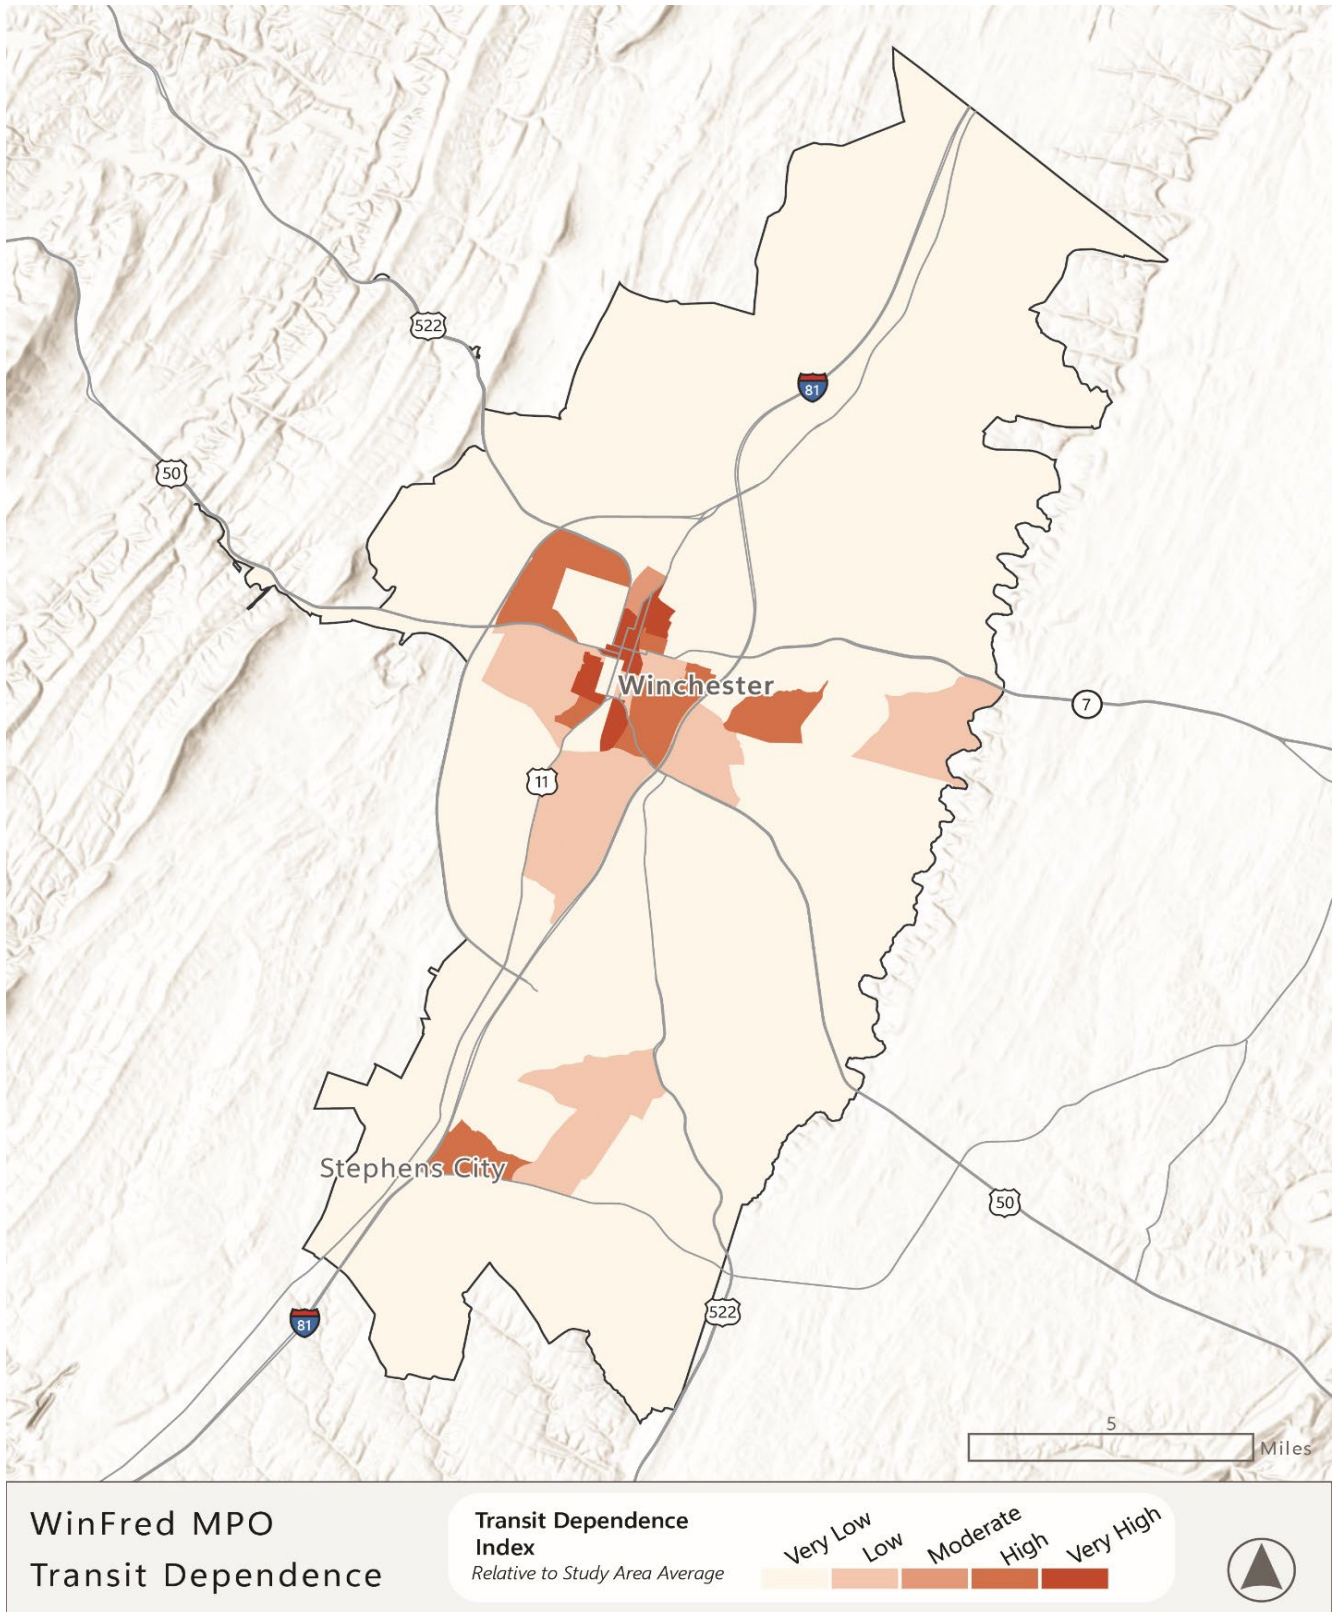 522
81
50
Winchester
7
11
Stephens City
50
81
522
5
Miles
WinFred MPO
Transit Dependence
Transit Dependence
Index
Relative to Study Area Average
Very Low
Low
Moderate
High
Very High